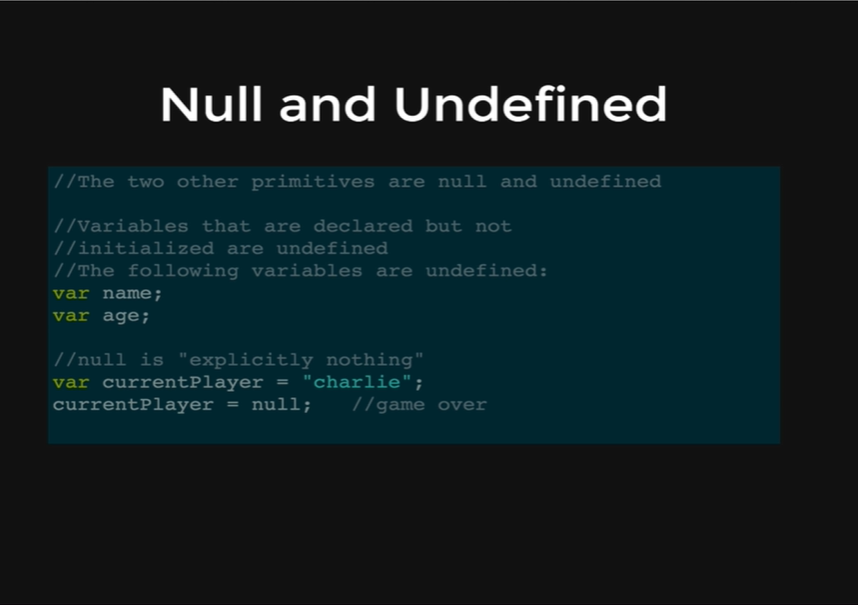 Null and Undefined
//The two other primitives are null and undefined
//Variables that are declared but not
//initialized are undefined
//The following variables are undefined:
var name;
var age;
//null is "explicitly nothing"
var currentPlayer = "charlie";
currentPlayer = null;   //game over